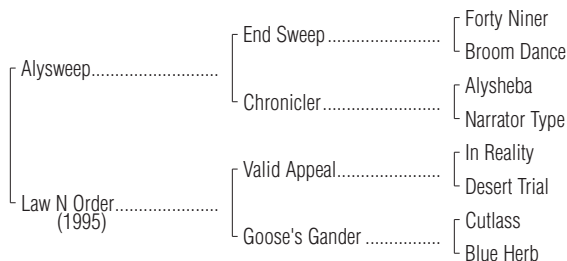 Forty Niner
End Sweep........................
Broom Dance
Alysweep...........................
Alysheba
Chronicler.........................
Narrator Type
In Reality
Valid Appeal......................
Desert Trial
Law N Order......................
(1995)
Cutlass
Goose's Gander ................
Blue Herb